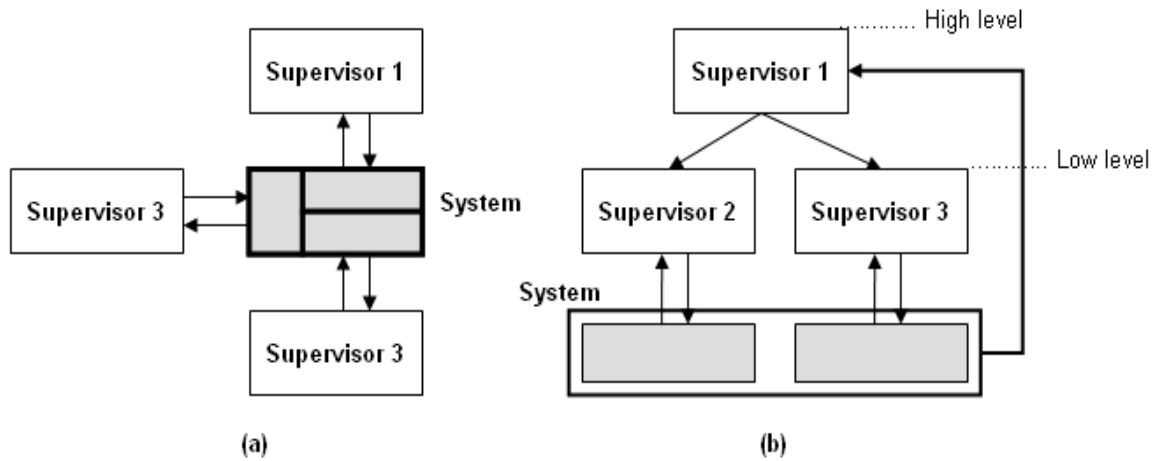 Supervisor 1
Supervisor 3
System
Supervisor 3
(a)
High level
Supervisor 1
Low level
Supervisor 2
Supervisor 3
System
(b)